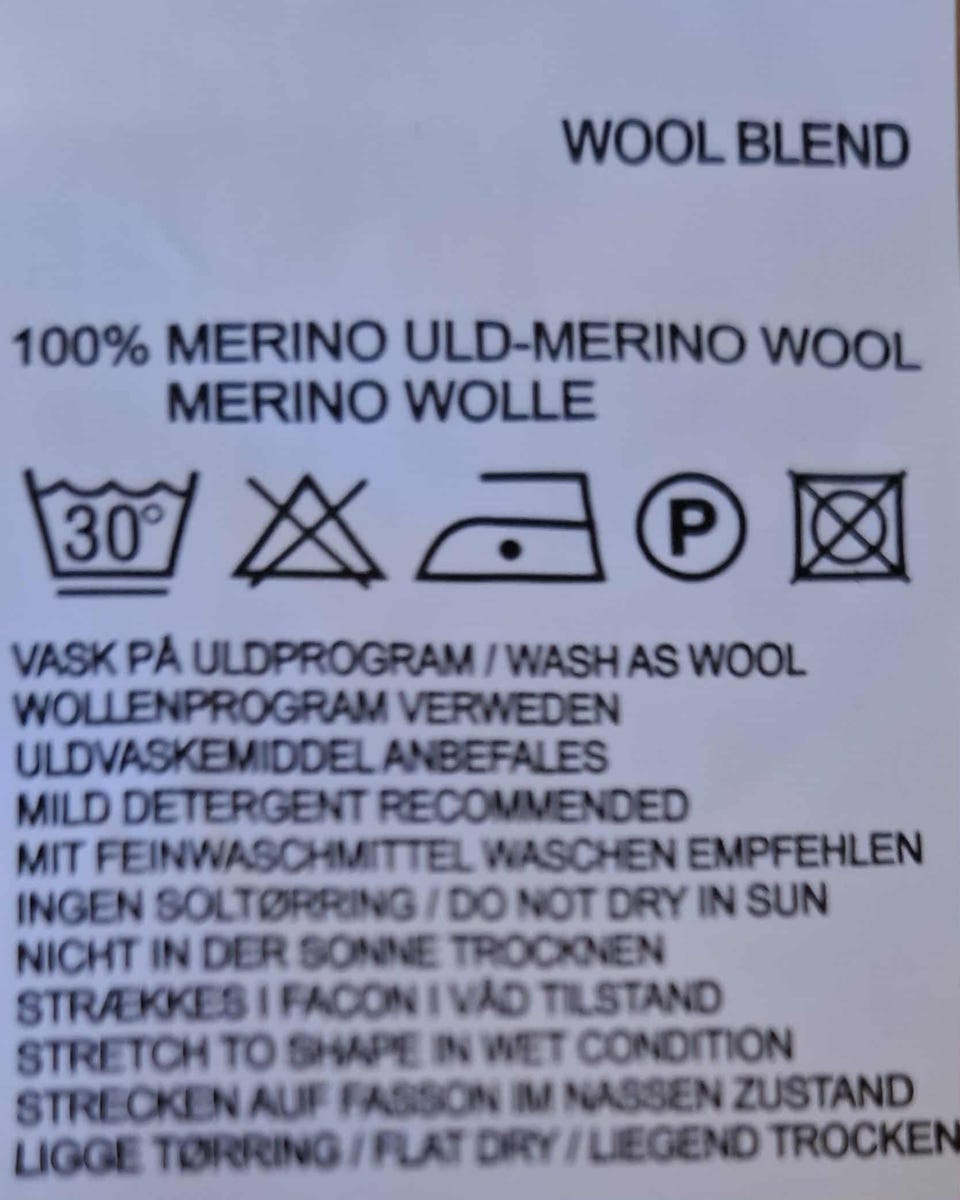 WOOL BLEND
100% MERINO ULD-MERINO WOOL
MERINO WOLLE
30° P
VASK PÅ ULDPROGRAM / WASH AS WOOL
WOLLENPROGRAM VERWEDEN
ULDVASKEMIDDEL ANBEFALES
MILD DETERGENT RECOMMENDED
MIT FEINWASCHMITTEL WASCHEN EMPFEHLEN
INGEN SOLTØRRING / DO NOT DRY IN SUN
NICHT IN DER SONNE TROCKNEN
STRÆKKES I FACON I VÅD TILSTAND
STRETCH TO SHAPE IN WET CONDITION
STRECKEN AUF FASSON IM NASSEN ZUSTAND
LIGGE TØRRING / FLAT DRY / LIEGEND TROCKEN